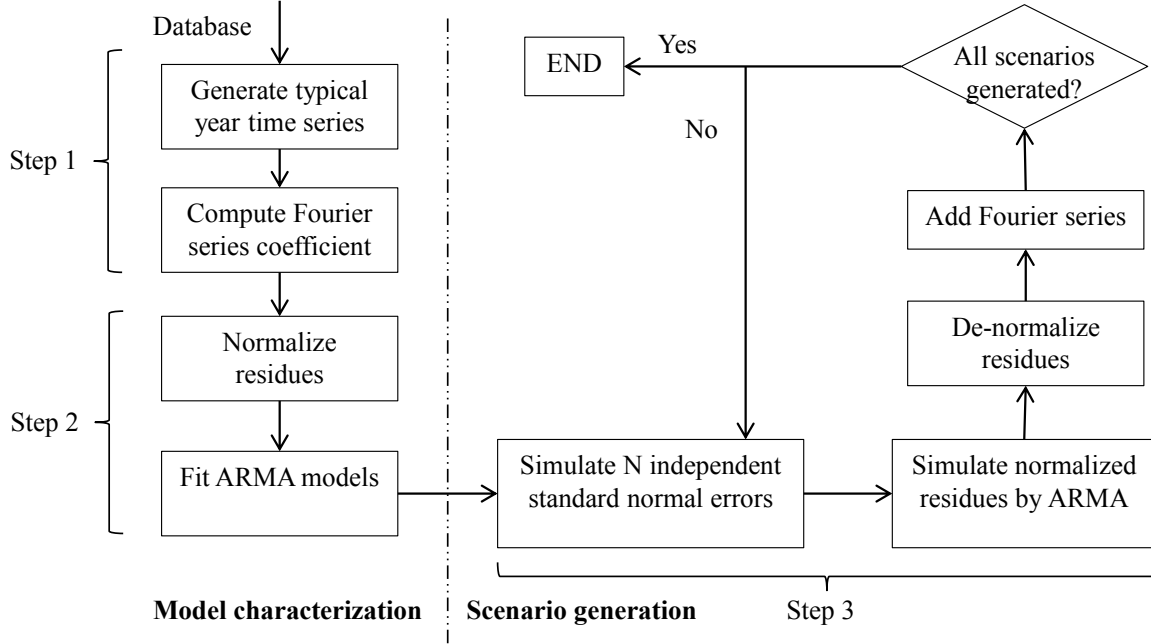 Database
Generate typical
year time series
Step 1
Compute Fourier
series coefficient
Normalize
residues
Step 2
Fit ARMA models
Model characterization
END
Yes
No
All scenarios
generated?
Add Fourier series
De-normalize
residues
Simulate N independent
standard normal errors
Simulate normalized
residues by ARMA
Scenario generation
Step 3